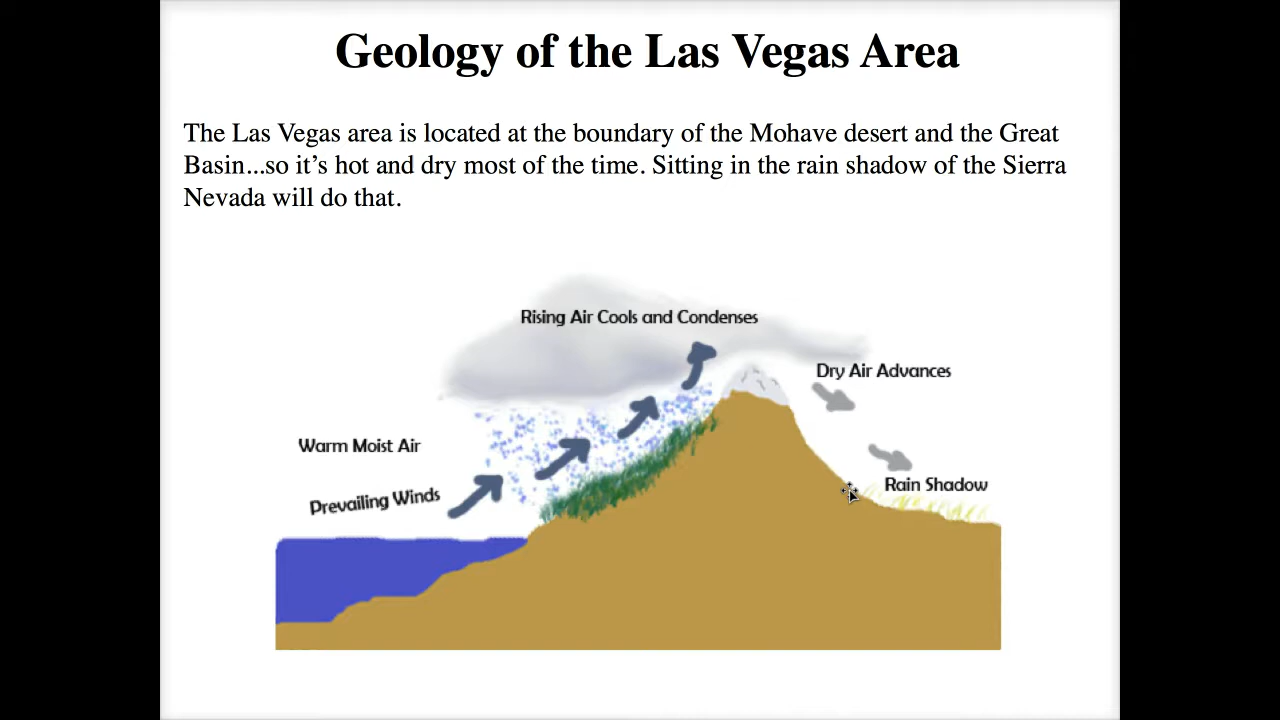 Geology of the Las Vegas Area
The Las Vegas area is located at the boundary of the Mohave desert and the Great
Basin...so it’s hot and dry most of the time. Sitting in the rain shadow of the Sierra
Nevada will do that.
Rising Air Cools and Condenses
Dry Air Advances
Warm Moist Air
Rain Shadow
Prevailing Winds